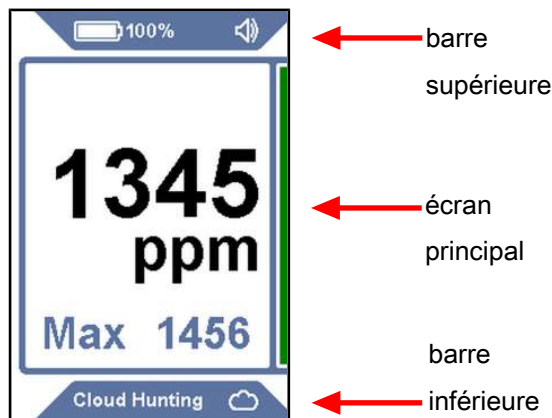 100%
barre
supérieure
1345
ppm
écran
principal
Max 1456
barre
Cloud Hunting
inférieure